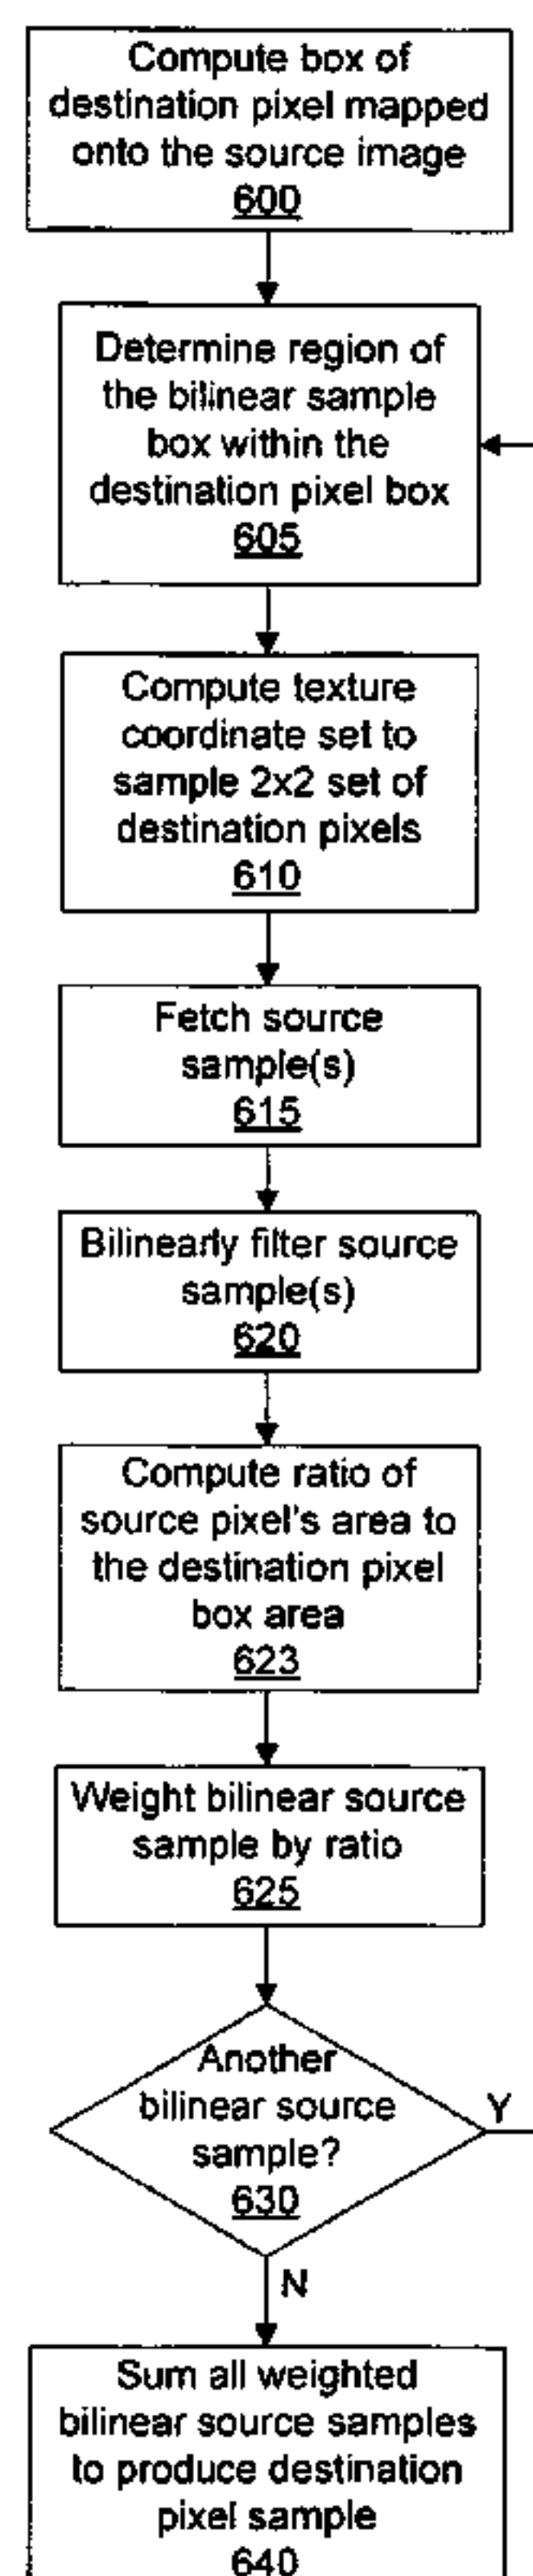 Compute box of
destination pixel mapped
onto the source image
600
Determine region of
the bilinear sample
box within the
destination pixel box
605
Compute texture
coordinate set to
sample 2x2 set of
destination pixels
610
Fetch source
sample(s)
615
Bilinearly filter source
sample(s)
620
Compute ratio of
source pixel's area to
the destination pixel
box area
623
Weight bilinear source
sample by ratio
625
Another
bilinear source
sample?
630
Y
N
Sum all weighted
bilinear source samples
to produce destination
pixel sample
640